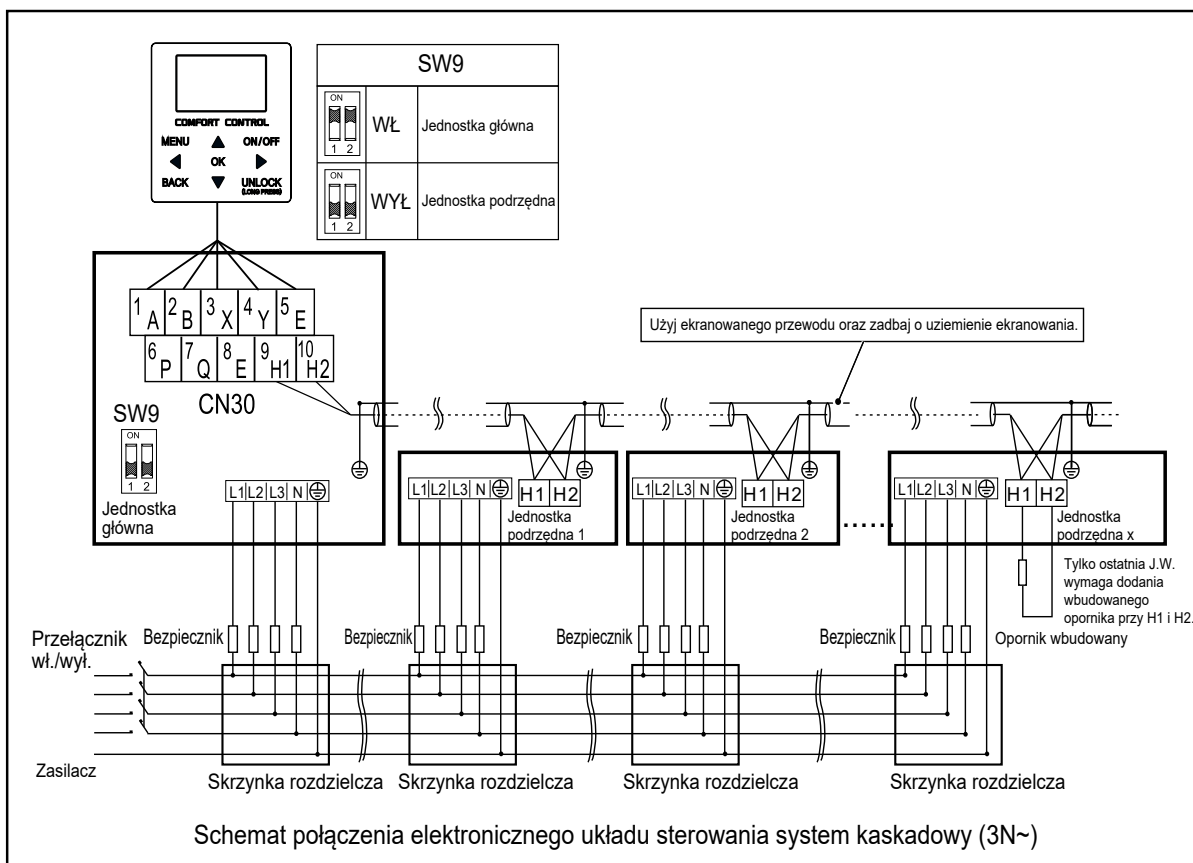 COMFORT CONTROL
MENU ON/OFF
OK
BACK UNLOCK
(LONG PRESS)
SW9
ON
1 2
WŁ
Jednostka główna
ON
1 2
WYŁ
Jednostka podrzędna
1 A 2 B 3 X 4 Y 5 E
6 P 7 Q 8 E 9 H1 10 H2
CN30
SW9
ON
1 2
Jednostka
główna
Użyj ekranowanego przewodu oraz zadbaj o uziemienie ekranowania.
L1 L2 L3 N
L1 L2 L3 N
H1 H2
Jednostka
podrzędna 1
L1 L2 L3 N
H1 H2
Jednostka
podrzędna 2
L1 L2 L3 N
H1 H2
Jednostka
podrzędna x
Tylko ostatnia J.W.
wymaga dodania
wbudowanego
opornika przy H1 i H2.
Opornik wbudowany
Przełącznik
wł./wył.
Bezpiecznik
Bezpiecznik
Bezpiecznik
Bezpiecznik
Zasilacz
Skrzynka rozdzielcza
Skrzynka rozdzielcza
Skrzynka rozdzielcza
Skrzynka rozdzielcza
Schemat połączenia elektronicznego układu sterowania system kaskadowy (3N~)